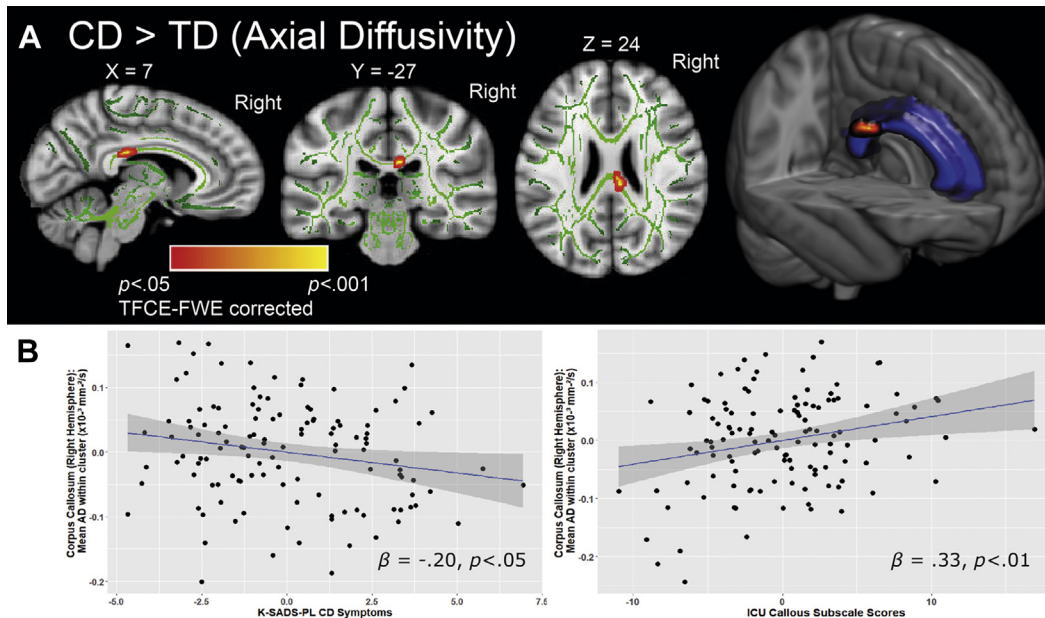 A CD > TD (Axial Diffusivity)
X = 7
Y = -27
Z = 24
Right
Right
Right
p<.05
p<.001
TFCE-FWE corrected
B
Corpus Callosum (Right Hemisphere):
Mean AD within cluster (x10-³ mm-²/s)
0.1
0.0
-0.1
-0.2
β = -.20, p<.05
-5.0 -2.5 0.0 2.5 5.0 7.5
K-SADS-PL CD Symptoms
Corpus Callosum (Right Hemisphere):
Mean AD within cluster (x10-³ mm-²/s)
0.1
0.0
-0.1
-0.2
β = .33, p<.01
-10 0 10
ICU Callous Subscale Scores